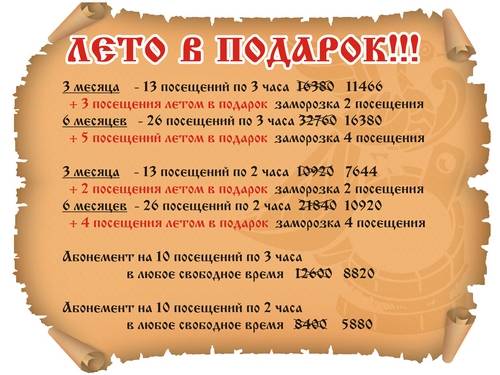 ЛЕТО В ПОДАРОК!!!
3 месяца - 13 посещений по 3 часа 16380 11466
+ 3 посещения летом в подарок заморозка 2 посещения
6 месяцев - 26 посещений по 3 часа 32760 16380
+ 5 посещений летом в подарок заморозка 4 посещения
3 месяца - 13 посещений по 2 часа 10920 7644
+ 2 посещения летом в подарок заморозка 2 посещения
6 месяцев - 26 посещений по 2 часа 21840 10920
+ 4 посещения летом в подарок заморозка 4 посещения
Абонемент на 10 посещений по 3 часа
в любое свободное время 12600 8820
Абонемент на 10 посещений по 2 часа
в любое свободное время 8400 5880